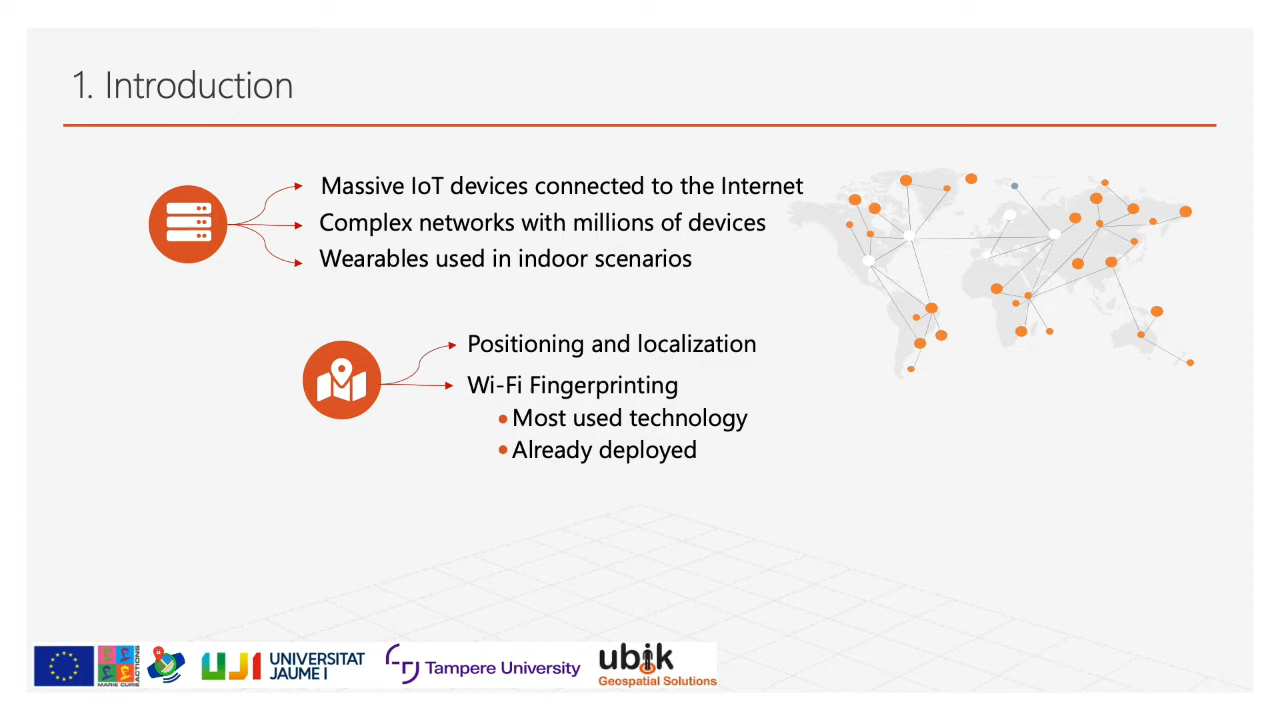 1. Introduction
Massive IoT devices connected to the Internet
Complex networks with millions of devices
Wearables used in indoor scenarios
Positioning and localization
Wi-Fi Fingerprinting
Most used technology
Already deployed
MARIE CURIE
ACTIONS
UJI
UNIVERSITAT
JAUME I
Tampere University
ubik
Geospatial Solutions